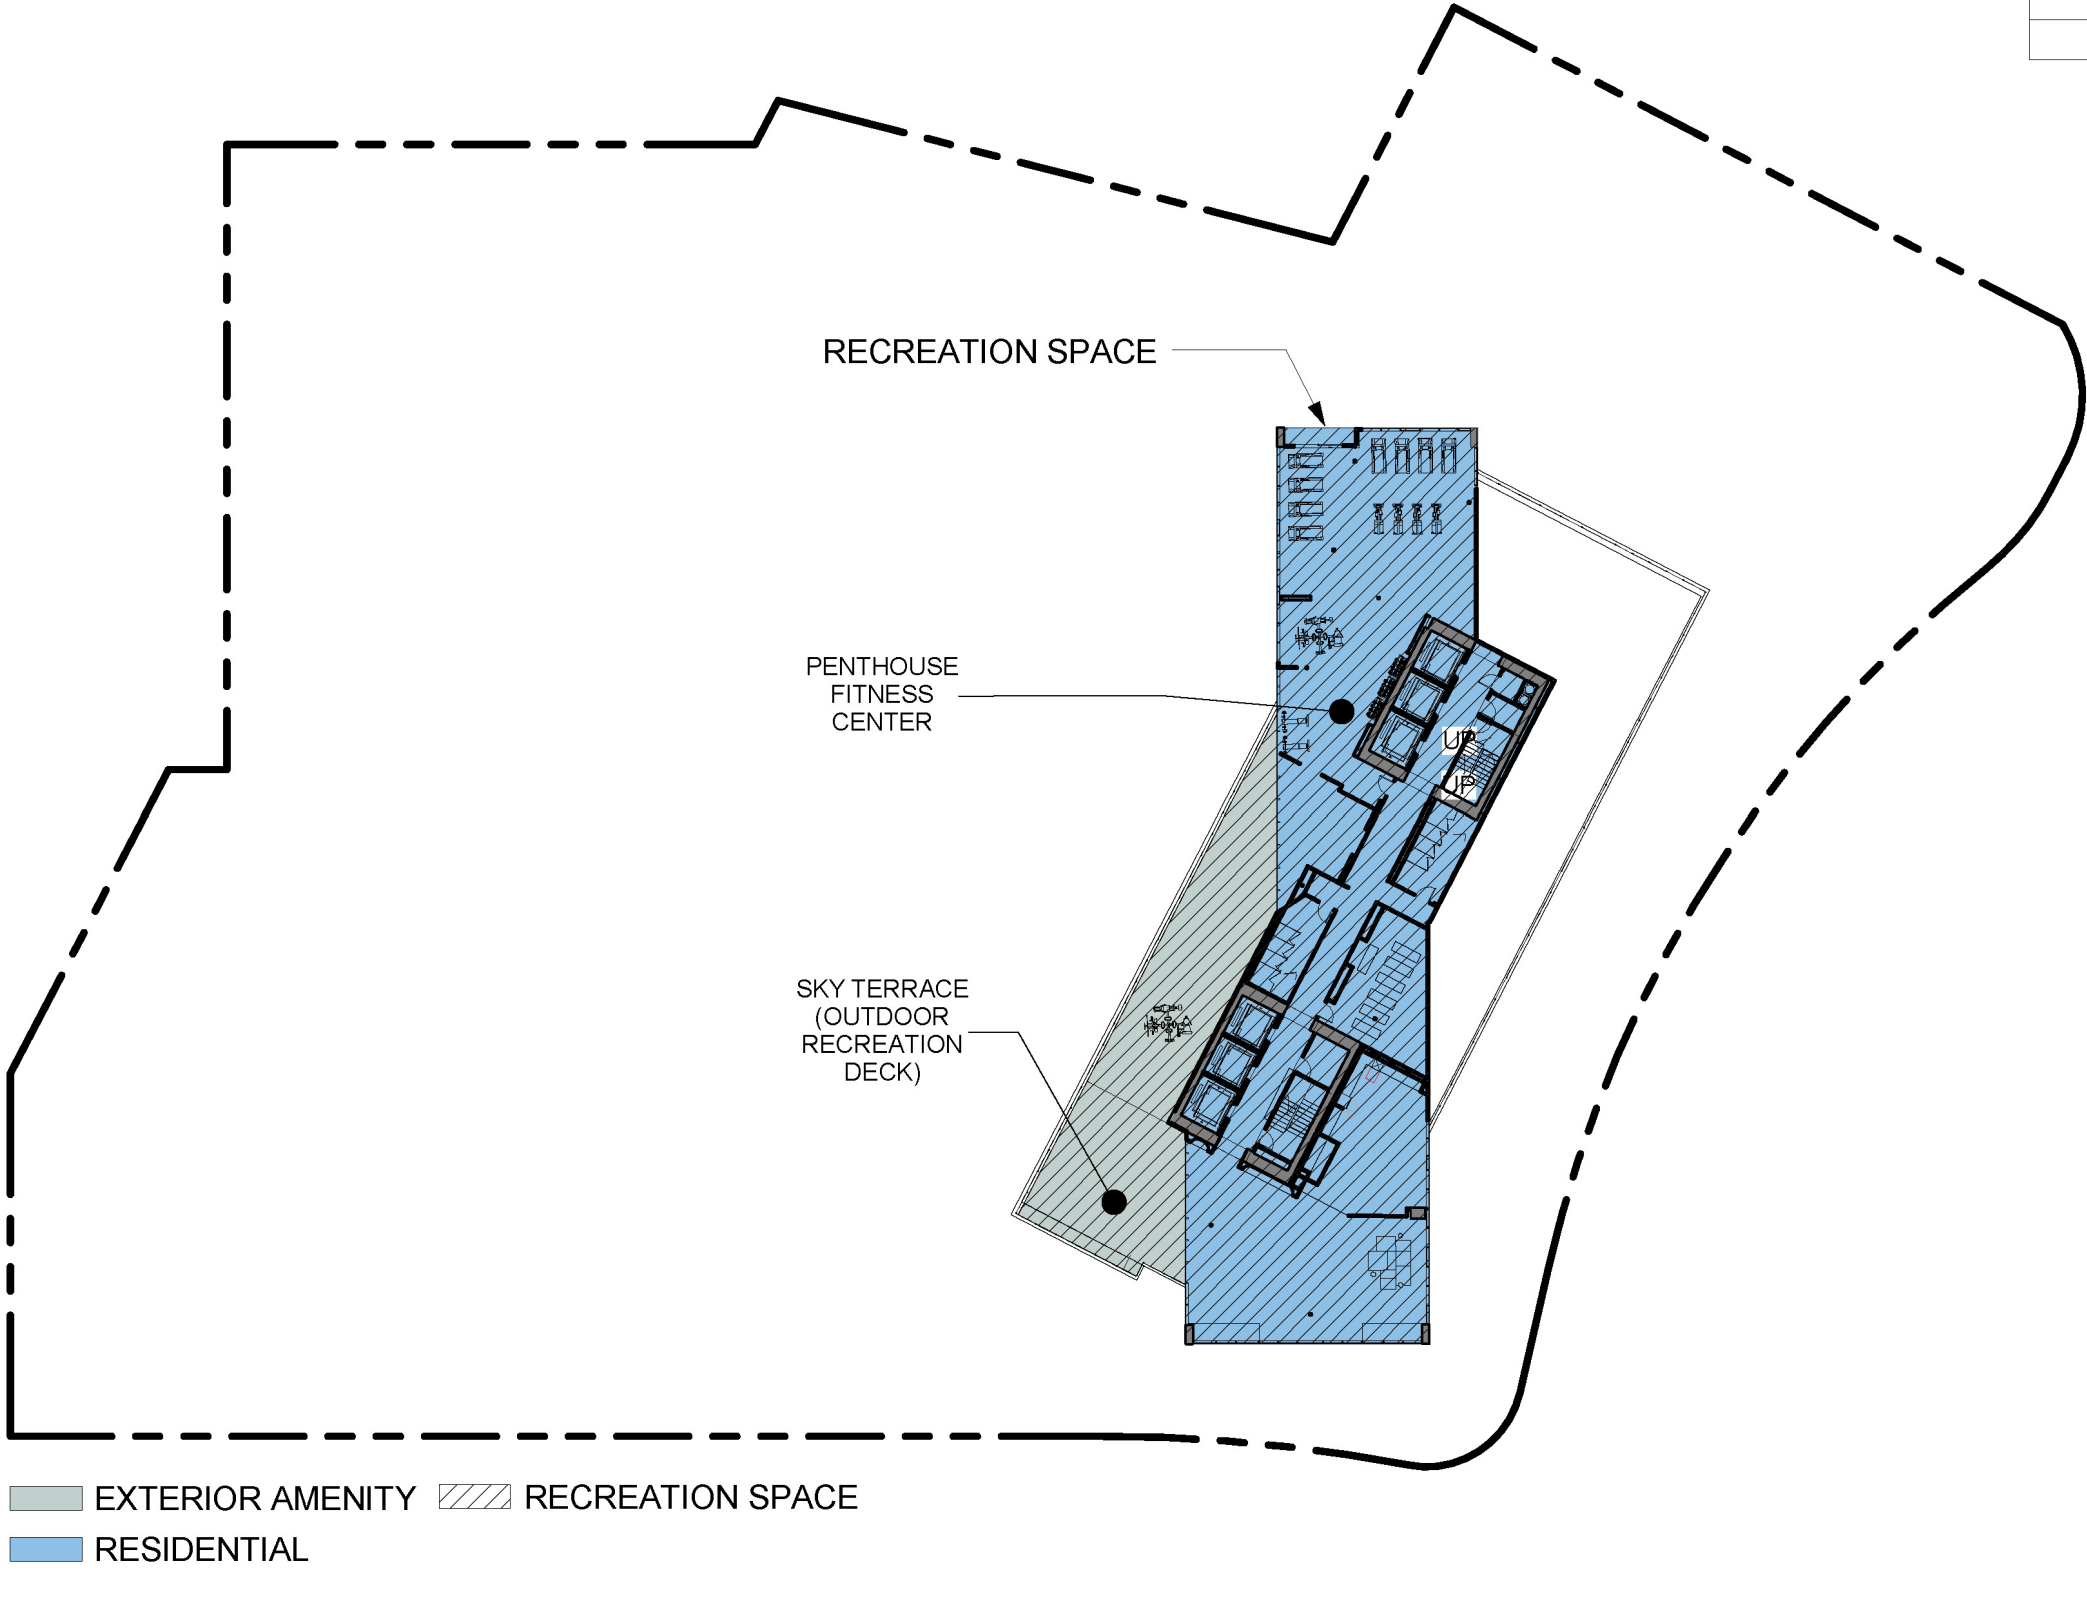 RECREATION SPACE
PENTHOUSE
FITNESS
CENTER
UP
UP
SKY TERRACE
(OUTDOOR
RECREATION
DECK)
EXTERIOR AMENITY
RECREATION SPACE
RESIDENTIAL